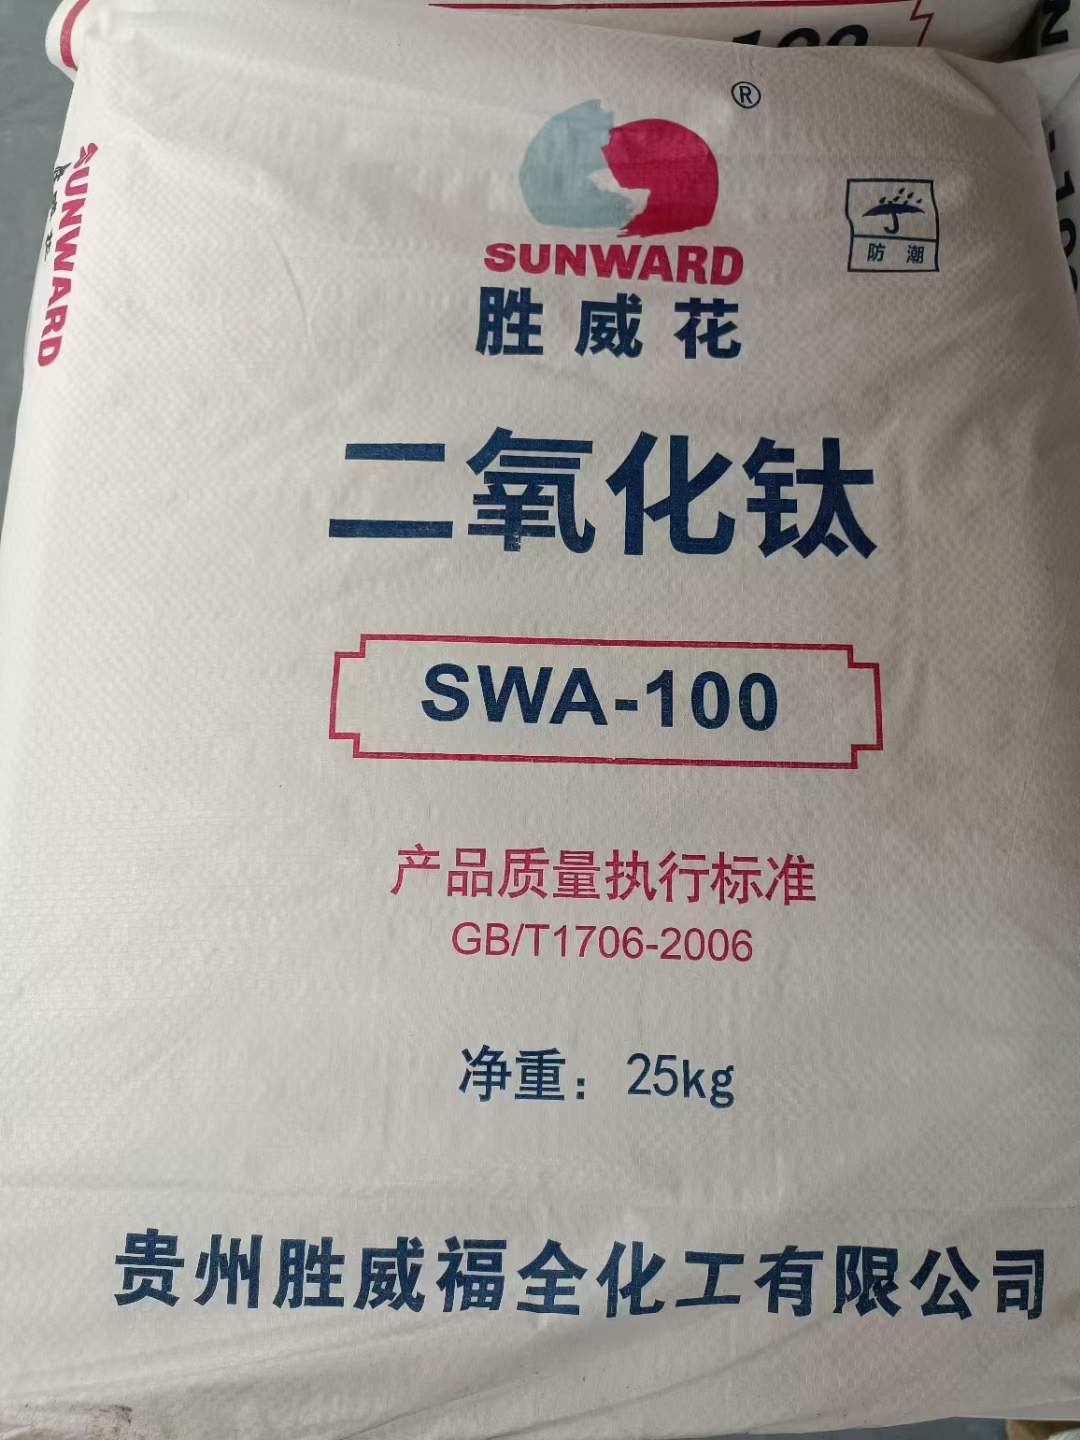 ®
SUNWARD
胜威花
防潮
二氧化钛
SWA-100
产品质量执行标准
GB/T1706-2006
净重：25kg
贵州胜威福全化工有限公司
SUNWARD